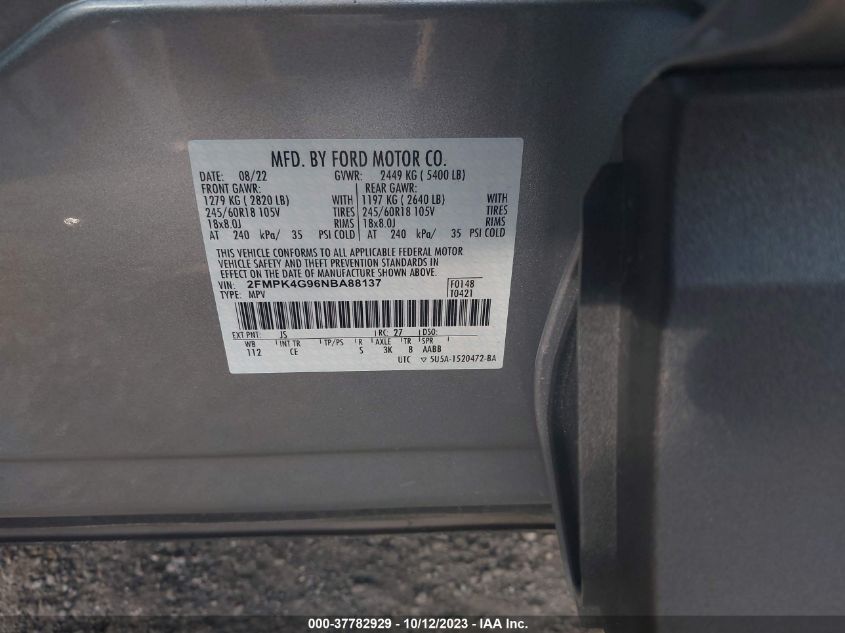 MFD. BY FORD MOTOR CO.
DATE: 08/22 GVWR: 2449 KG ( 5400 LB)
FRONT GAWR: REAR GAWR:
1279 KG ( 2820 LB) WITH 1197 KG ( 2640 LB) WITH
245/60R18 105V TIRES 245/60R18 105V TIRES
18x8.0J RIMS 18x8.0J RIMS
AT 240 kPa/ 35 PSI COLD AT 240 kPa/ 35 PSI COLD
THIS VEHICLE CONFORMS TO ALL APPLICABLE FEDERAL MOTOR
VEHICLE SAFETY AND THEFT PREVENTION STANDARDS IN
EFFECT ON THE DATE OF MANUFACTURE SHOWN ABOVE.
VIN: 2FMPK4G96NBA88137 F0148
TYPE: MPV T0421
EXT PNT: JS RC: 27 DSO:
WB INT TR TP/PS R AXLE TR SPR
112 CE S 3K 8 AABB
UTC ▽ 5U5A-1520472-BA
000-37782929 - 10/12/2023 - IAA Inc.